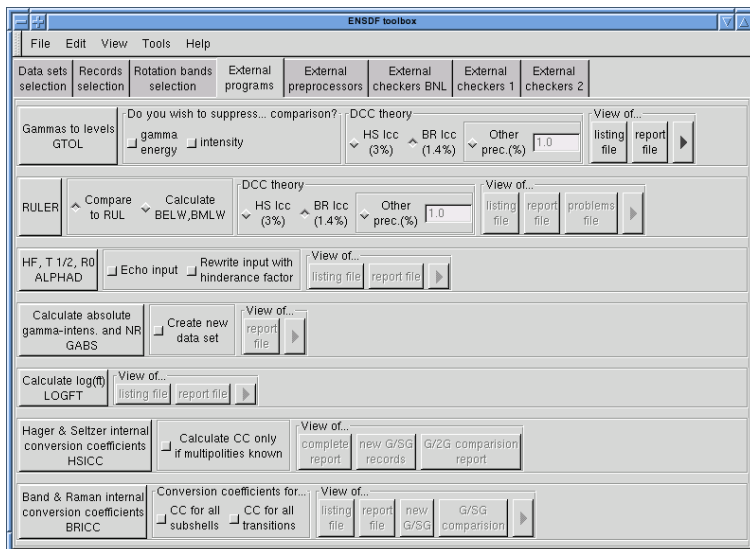 ENSDF toolbox
File Edit View Tools Help
Data sets selection
Records selection
Rotation bands selection
External programs
External preprocessors
External checkers BNL
External checkers 1
External checkers 2
Gammas to levels
GTOL
Do you wish to suppress... comparison?
gamma energy
intensity
DCC theory
HS Icc (3%)
BR Icc (1.4%)
Other prec.(%)
1.0
View of...
listing file
report file
RULER
Compare to RUL
Calculate BELW,BMLW
DCC theory
HS Icc (3%)
BR Icc (1.4%)
Other prec.(%)
1.0
View of...
listing file
report file
problems file
HF, T 1/2, R0
ALPHAD
Echo input
Rewrite input with hinderance factor
View of...
listing file
report file
Calculate absolute
gamma-intens. and NR
GABS
Create new data set
View of...
report file
Calculate log(ft)
LOGFT
View of...
listing file
report file
Hager & Seltzer internal
conversion coefficients
HSICC
Calculate CC only
if multipolities known
View of...
complete report
new G/SG records
G/2G comparision report
Band & Raman internal
conversion coefficients
BRICC
Conversion coefficients for...
CC for all subshells
CC for all transitions
View of...
listing file
report file
new G/SG
G/SG comparision